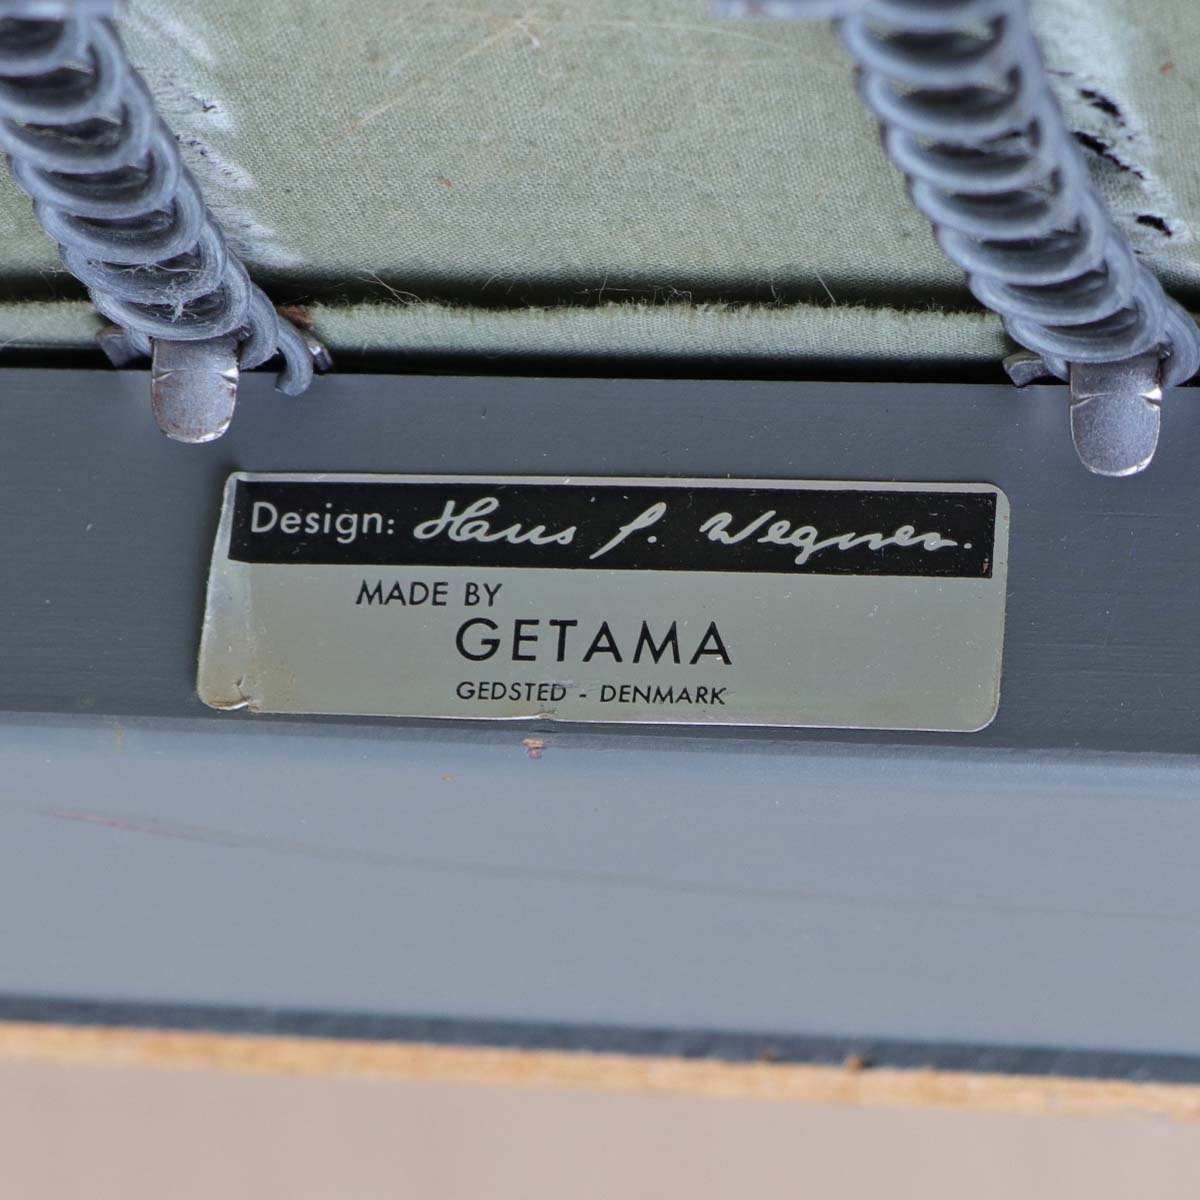 Design: Hans J. Wegner.
MADE BY
GETAMA
GEDSTED - DENMARK